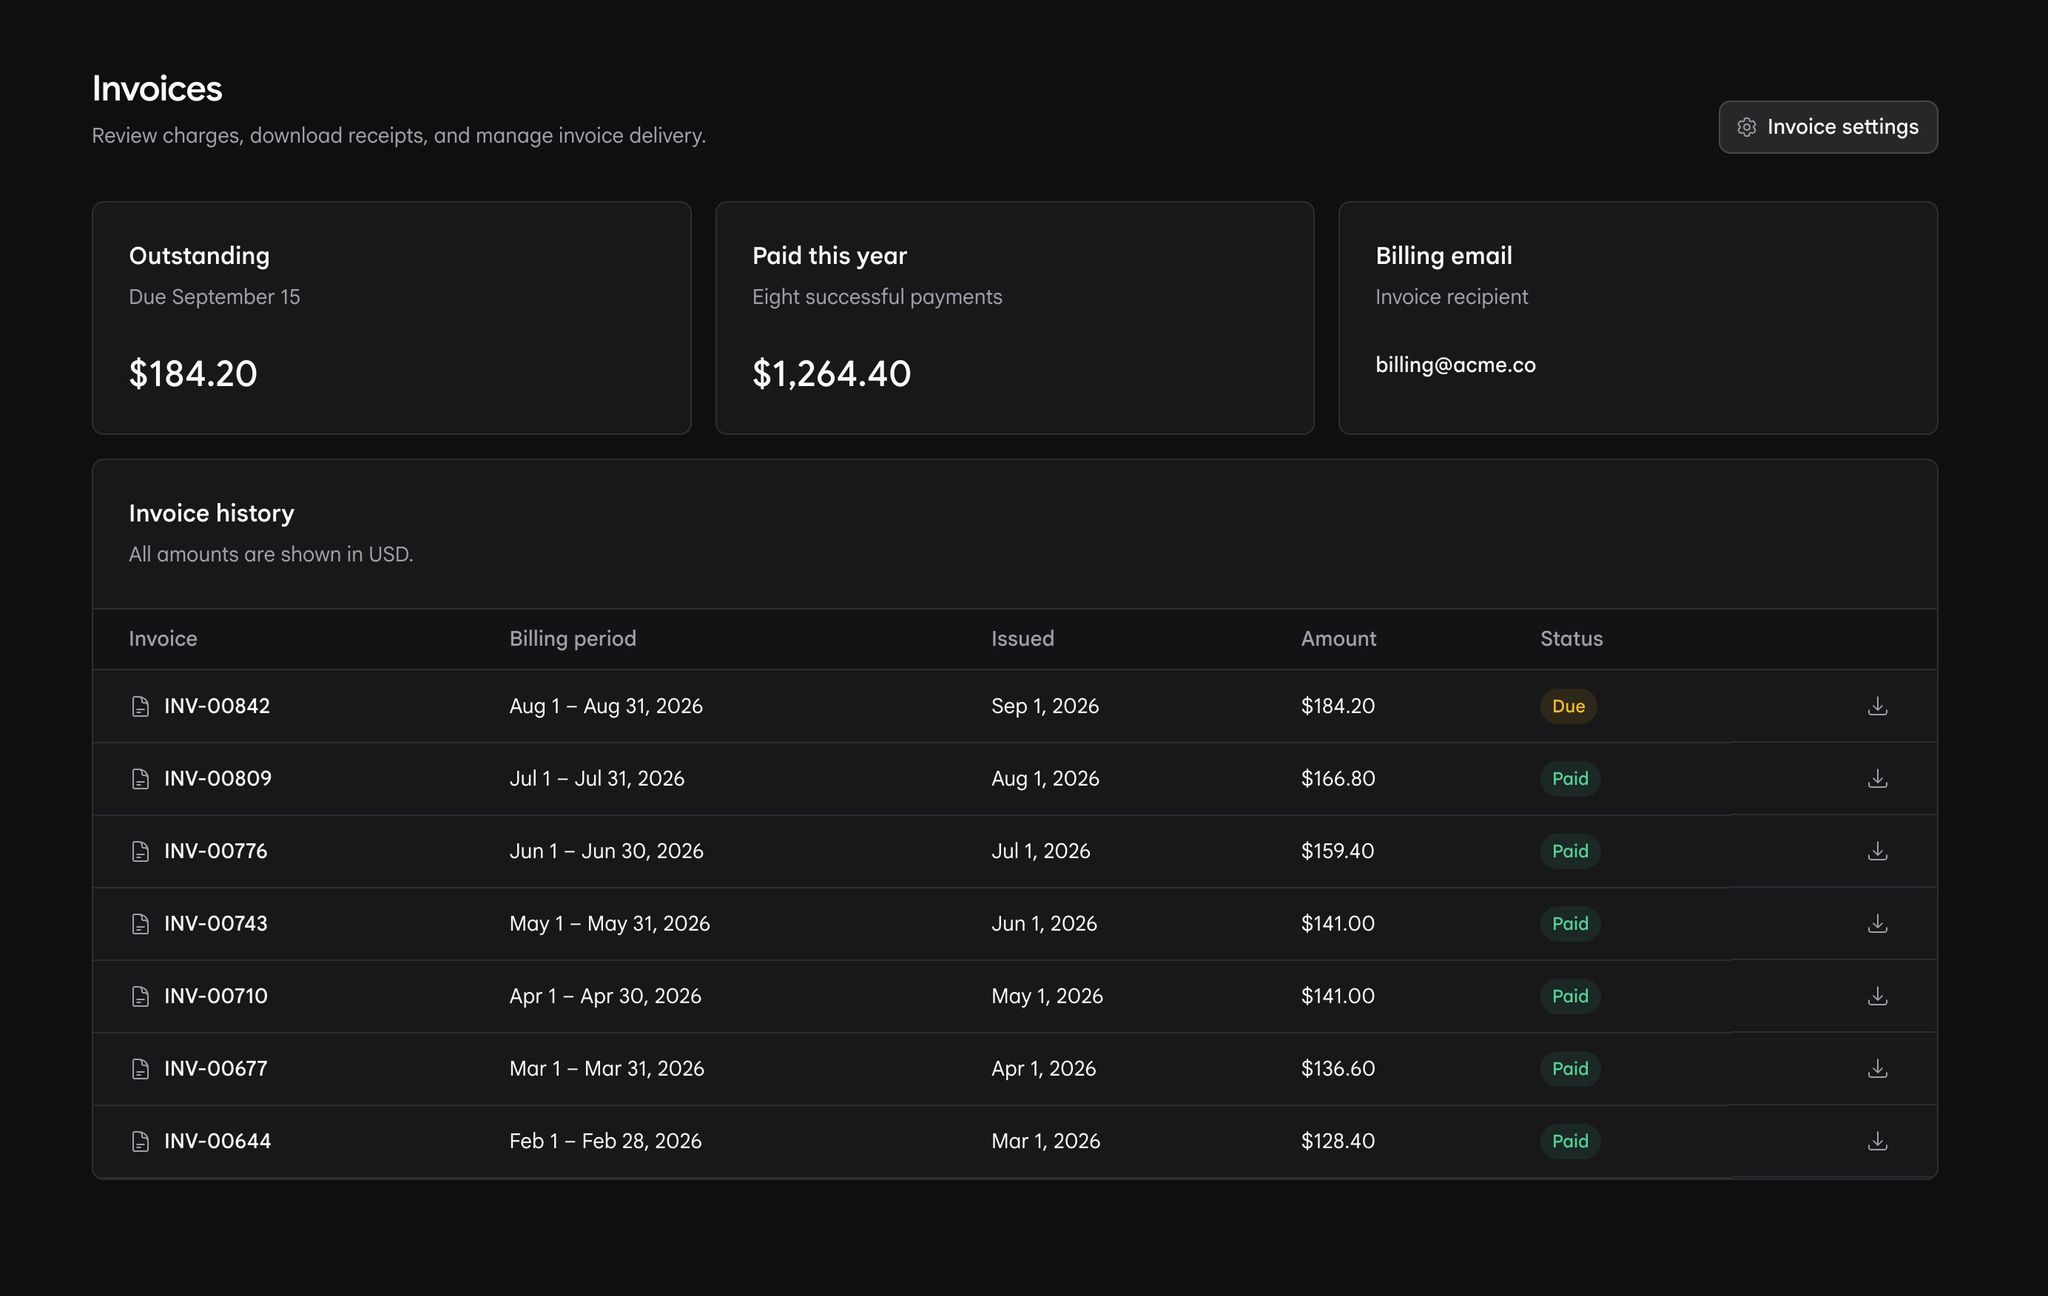 Invoices
Review charges, download receipts, and manage invoice delivery.
Invoice settings
Outstanding
Due September 15
$184.20
Paid this year
Eight successful payments
$1,264.40
Billing email
Invoice recipient
billing@acme.co
Invoice history
All amounts are shown in USD.
Invoice Billing period Issued Amount Status
INV-00842 Aug 1 – Aug 31, 2026 Sep 1, 2026 $184.20 Due
INV-00809 Jul 1 – Jul 31, 2026 Aug 1, 2026 $166.80 Paid
INV-00776 Jun 1 – Jun 30, 2026 Jul 1, 2026 $159.40 Paid
INV-00743 May 1 – May 31, 2026 Jun 1, 2026 $141.00 Paid
INV-00710 Apr 1 – Apr 30, 2026 May 1, 2026 $141.00 Paid
INV-00677 Mar 1 – Mar 31, 2026 Apr 1, 2026 $136.60 Paid
INV-00644 Feb 1 – Feb 28, 2026 Mar 1, 2026 $128.40 Paid